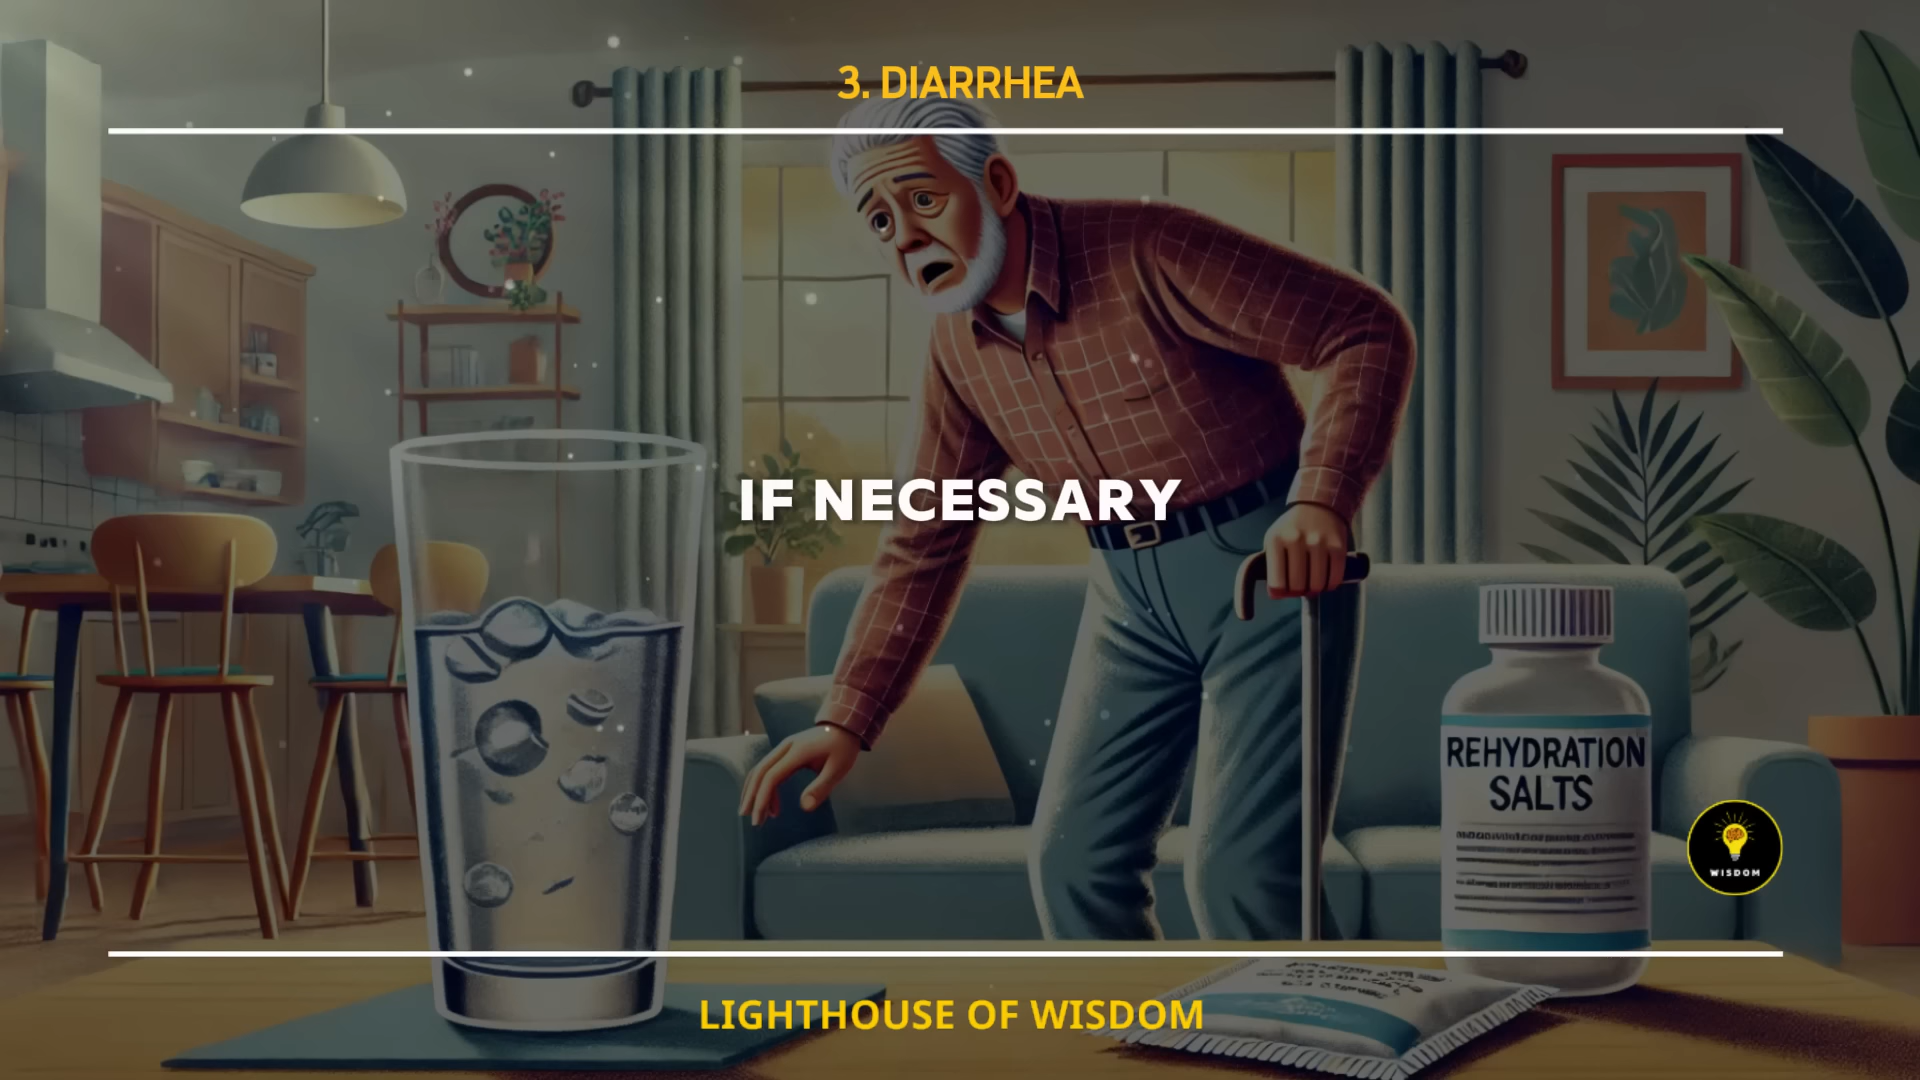 3. DIARRHEA
IF NECESSARY
REHYDRATION
SALTS
WISDOM
LIGHTHOUSE OF WISDOM